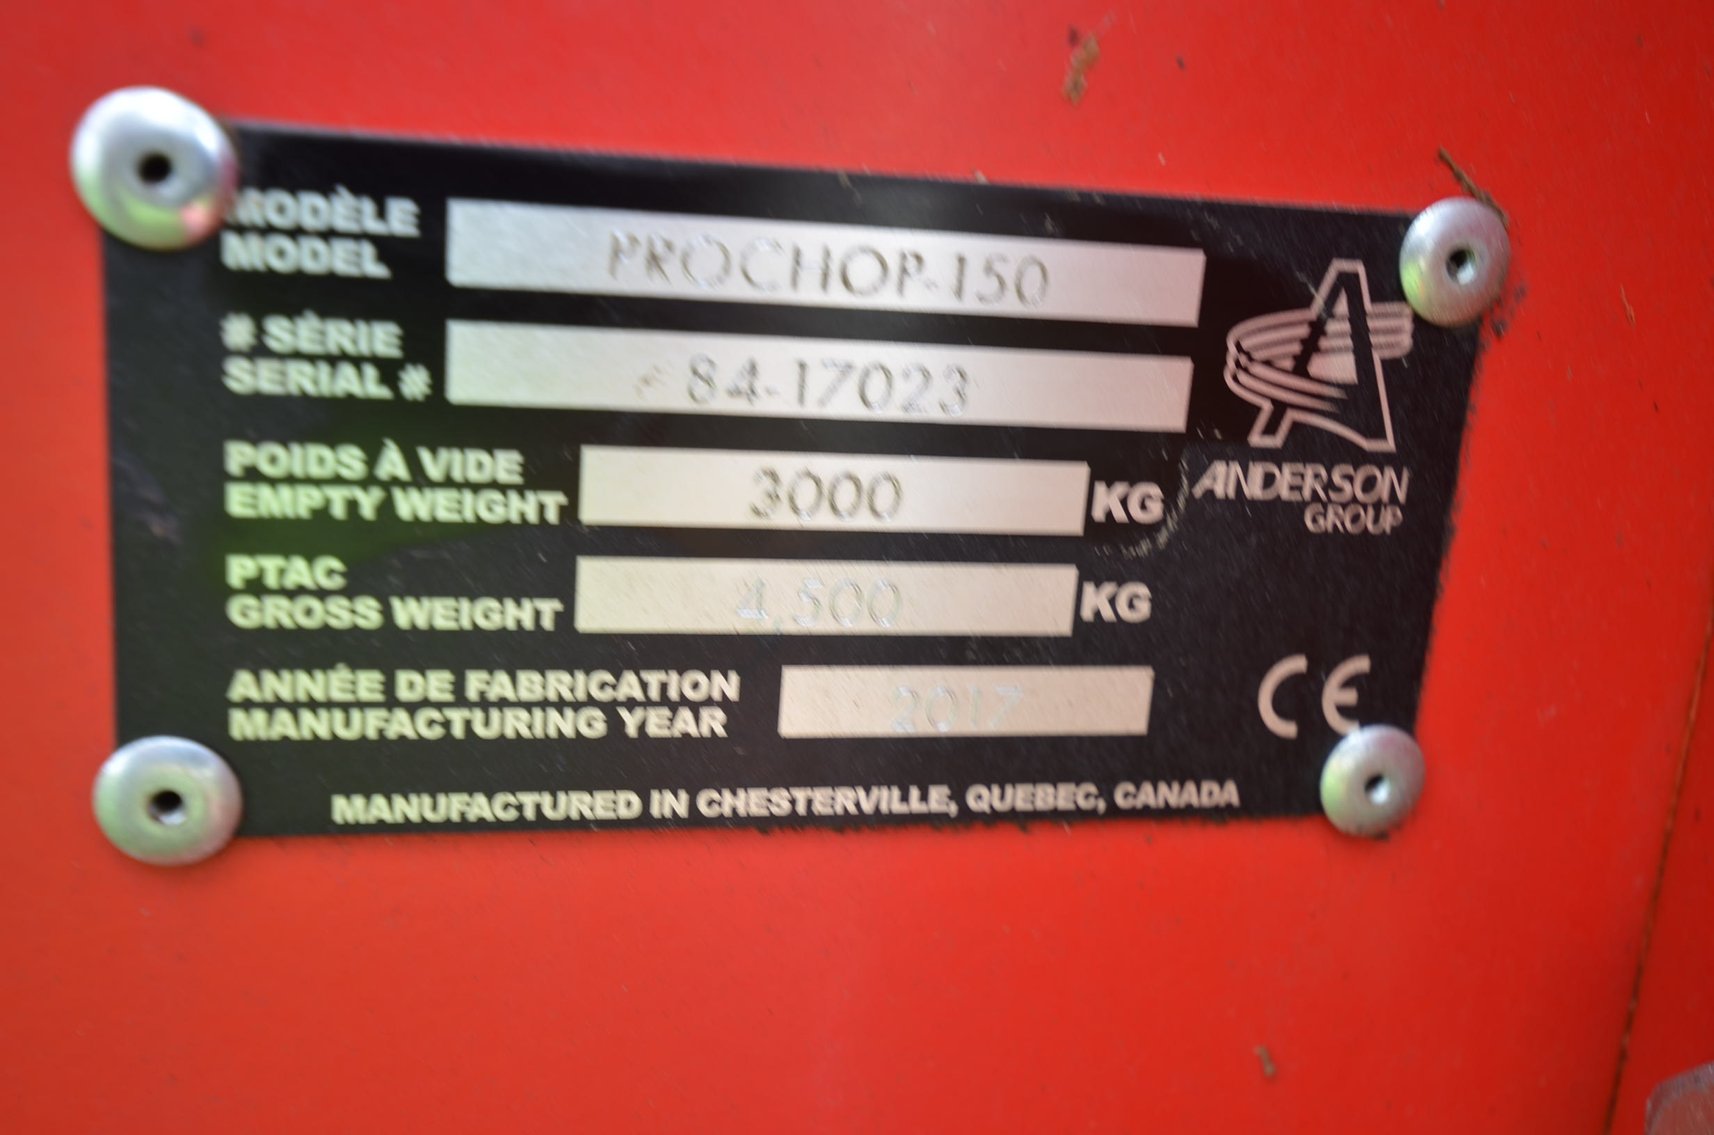 MODÈLE
MODEL
PROCHOP-150
# SÉRIE
SERIAL #
84-17023
POIDS À VIDE
EMPTY WEIGHT
3000 KG
PTAC
GROSS WEIGHT
4,500 KG
ANNÉE DE FABRICATION
MANUFACTURING YEAR
2017
ANDERSON
GROUP
CE
MANUFACTURED IN CHESTERVILLE, QUEBEC, CANADA